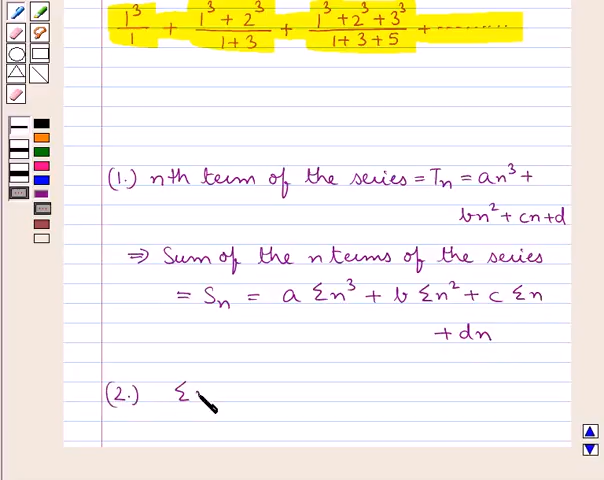 1³/1 + 1³ + 2³/1 + 3 + 1³ + 2³ + 3³/1 + 3 + 5 + ..........
(1.) nth term of the series = Tₙ = an³ +
bn² + cn + d
⇒ Sum of the n terms of the series
= Sₙ = a Σn³ + b Σn² + c Σn
+ dn
(2.) Σ